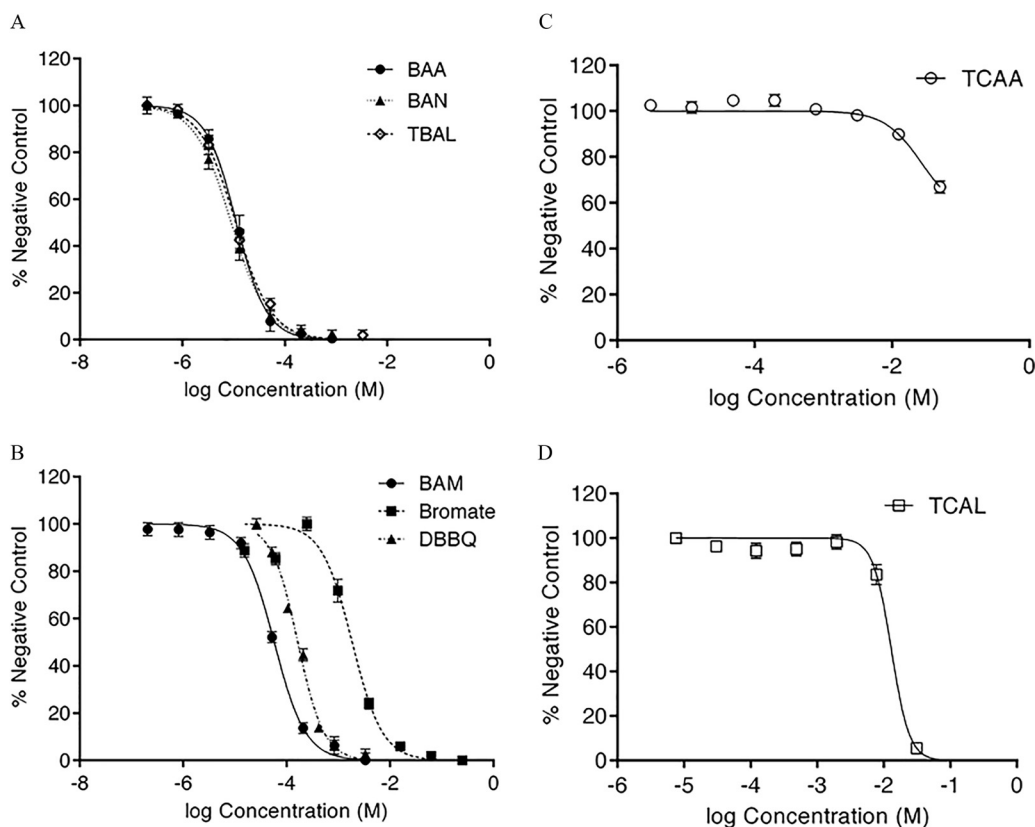 A
120
100
80
60
40
20
0
% Negative Control
BAA
BAN
TBAL
-8 -6 -4 -2 0
log Concentration (M)
C
120
100
80
60
40
20
0
% Negative Control
TCAA
-6 -4 -2 0
log Concentration (M)
B
120
100
80
60
40
20
0
% Negative Control
BAM
Bromate
DBBQ
-8 -6 -4 -2 0
log Concentration (M)
D
120
100
80
60
40
20
0
% Negative Control
TCAL
-6 -5 -4 -3 -2 -1 0
log Concentration (M)